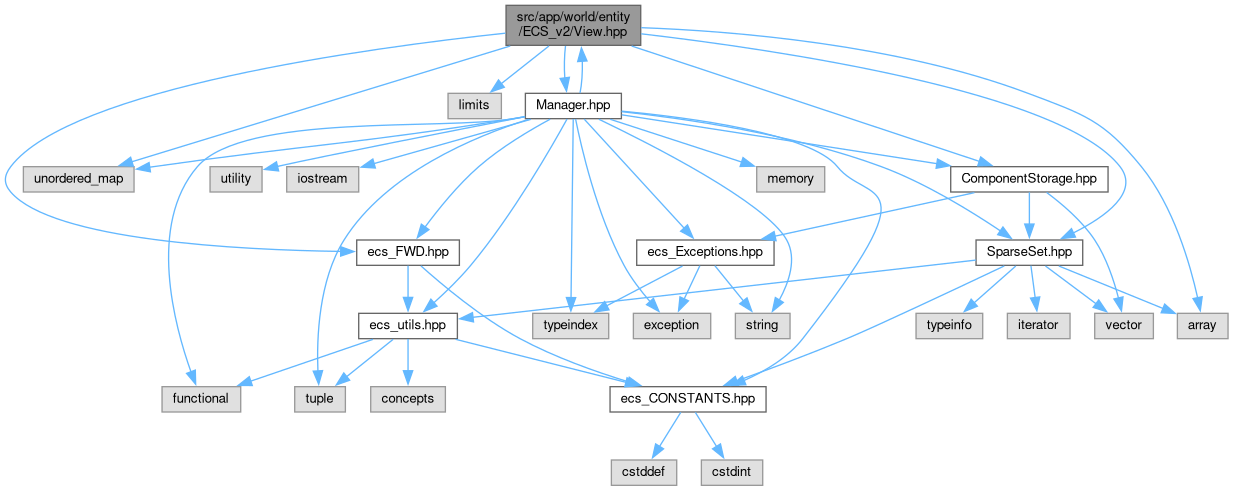 src/app/world/entity
/ECS_v2/View.hpp
limits
Manager.hpp
unordered_map
utility
iostream
memory
ComponentStorage.hpp
ecs_FWD.hpp
ecs_Exceptions.hpp
SparseSet.hpp
ecs_utils.hpp
typeindex
exception
string
typeinfo
iterator
vector
array
functional
tuple
concepts
ecs_CONSTANTS.hpp
cstddef
cstdint